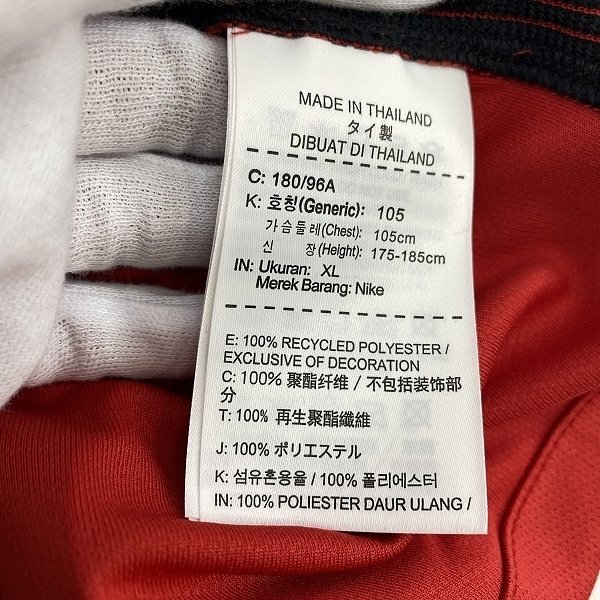 MADE IN THAILAND
タイ製
DIBUAT DI THAILAND
C: 180/96A
K: 호칭(Generic): 105
가슴둘레(Chest): 105cm
신 장(Height): 175-185cm
IN: Ukuran: XL
Merek Barang: Nike
E: 100% RECYCLED POLYESTER /
EXCLUSIVE OF DECORATION
C: 100% 聚酯纤维 / 不包括装饰部
分
T: 100% 再生聚酯纖維
J: 100% ポリエステル
K: 섬유혼용율 / 100% 폴리에스터
IN: 100% POLIESTER DAUR ULANG /